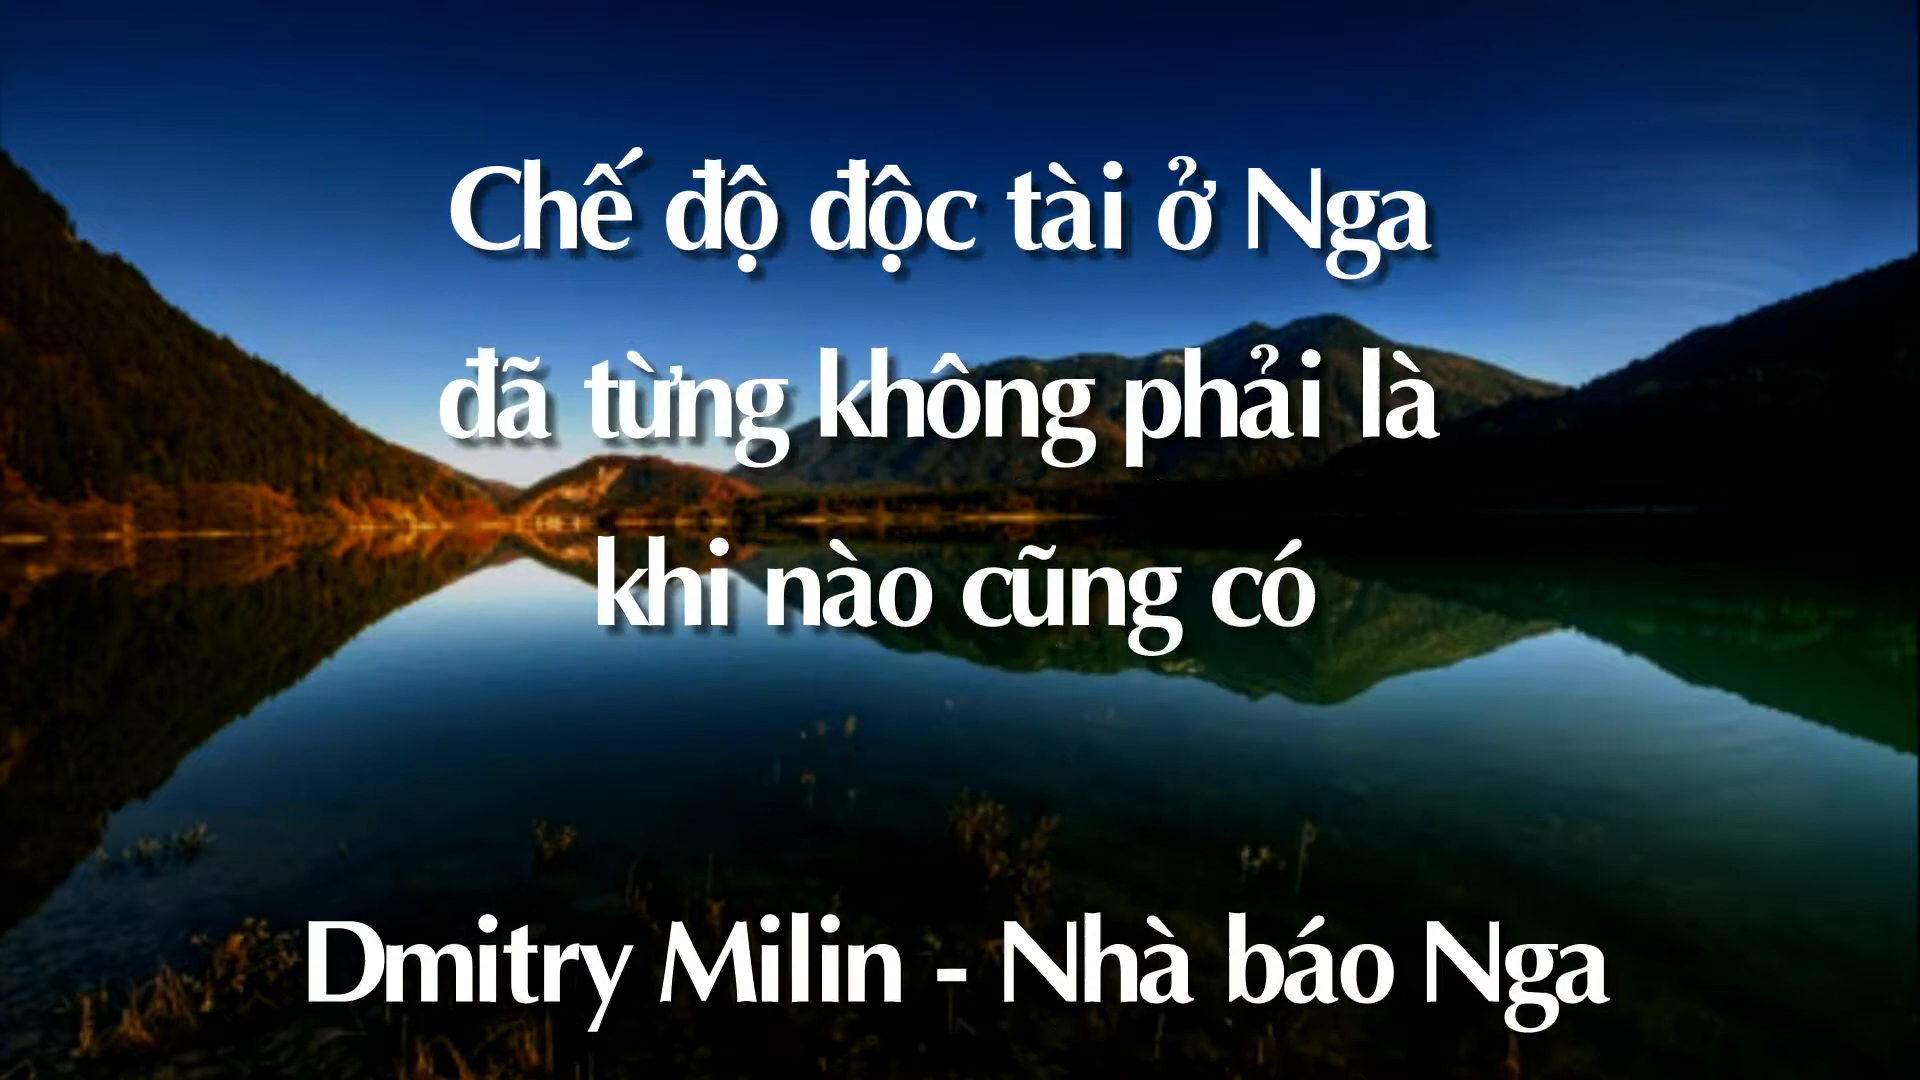 Chế độ độc tài ở Nga
đã từng không phải là
khi nào cũng có
Dmitry Milin - Nhà báo Nga